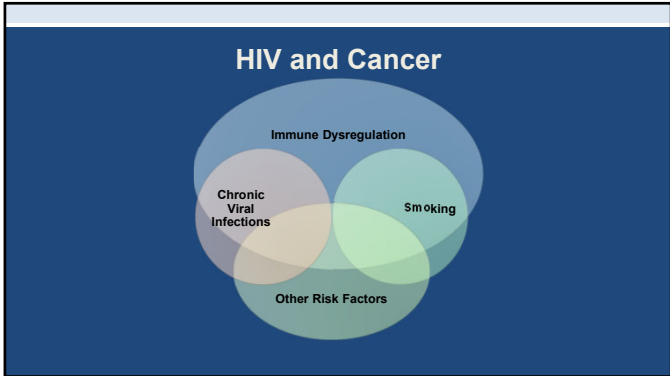 HIV and Cancer
Immune Dysregulation
Chronic
Viral
Infections
Smoking
Other Risk Factors